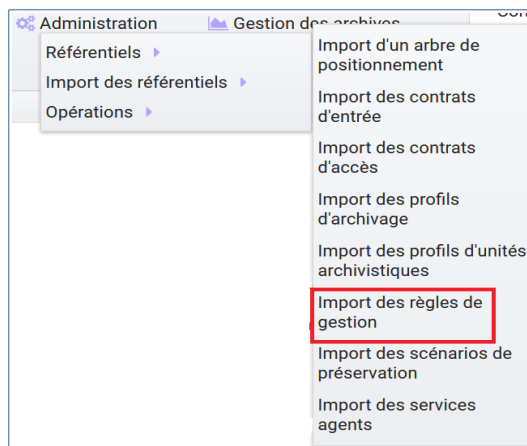 Administration
Gestion des archives
Référentiels
Import des référentiels
Opérations
Import d'un arbre de
positionnement
Import des contrats
d'entrée
Import des contrats
d'accès
Import des profils
d'archivage
Import des profils d'unités
archivistiques
Import des règles de
gestion
Import des scénarios de
préservation
Import des services
agents